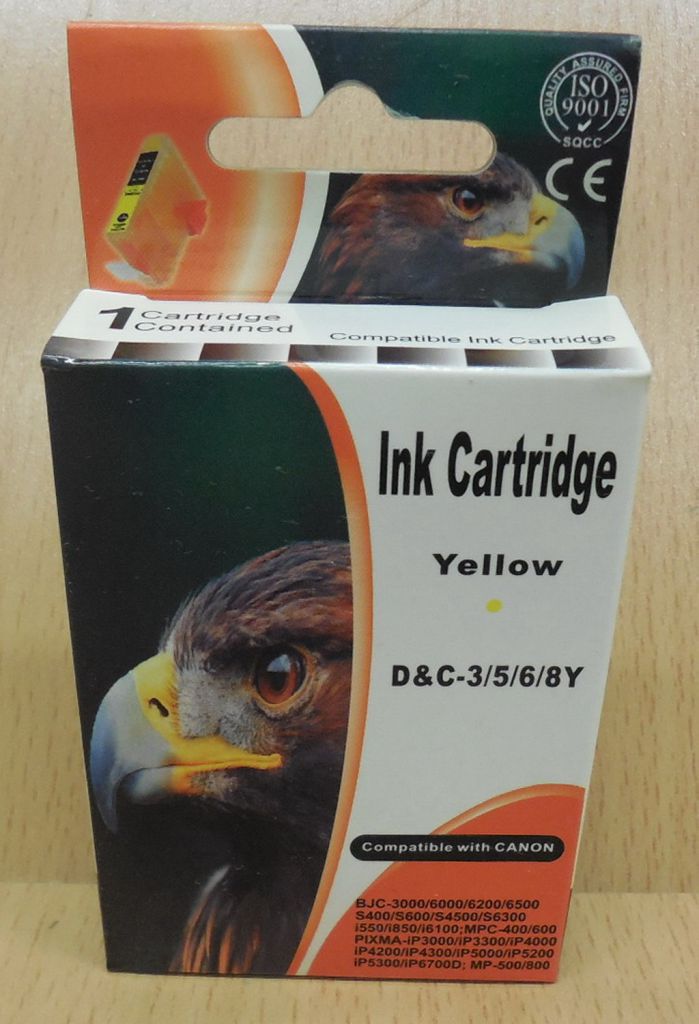 QUALITY ASSURED FIRM
ISO
9001
SQCC
CE
1 Cartridge
Contained
Compatible Ink Cartridge
Ink Cartridge
Yellow
D&C-3/5/6/8Y
Compatible with CANON
BJC-3000/6000/6200/6500
S400/S600/S4500/S6300
i550/i850/i6100;MPC-400/600
PIXMA-iP3000/iP3300/iP4000
iP4200/iP4300/iP5000/iP5200
iP5300/iP6700D; MP-500/800